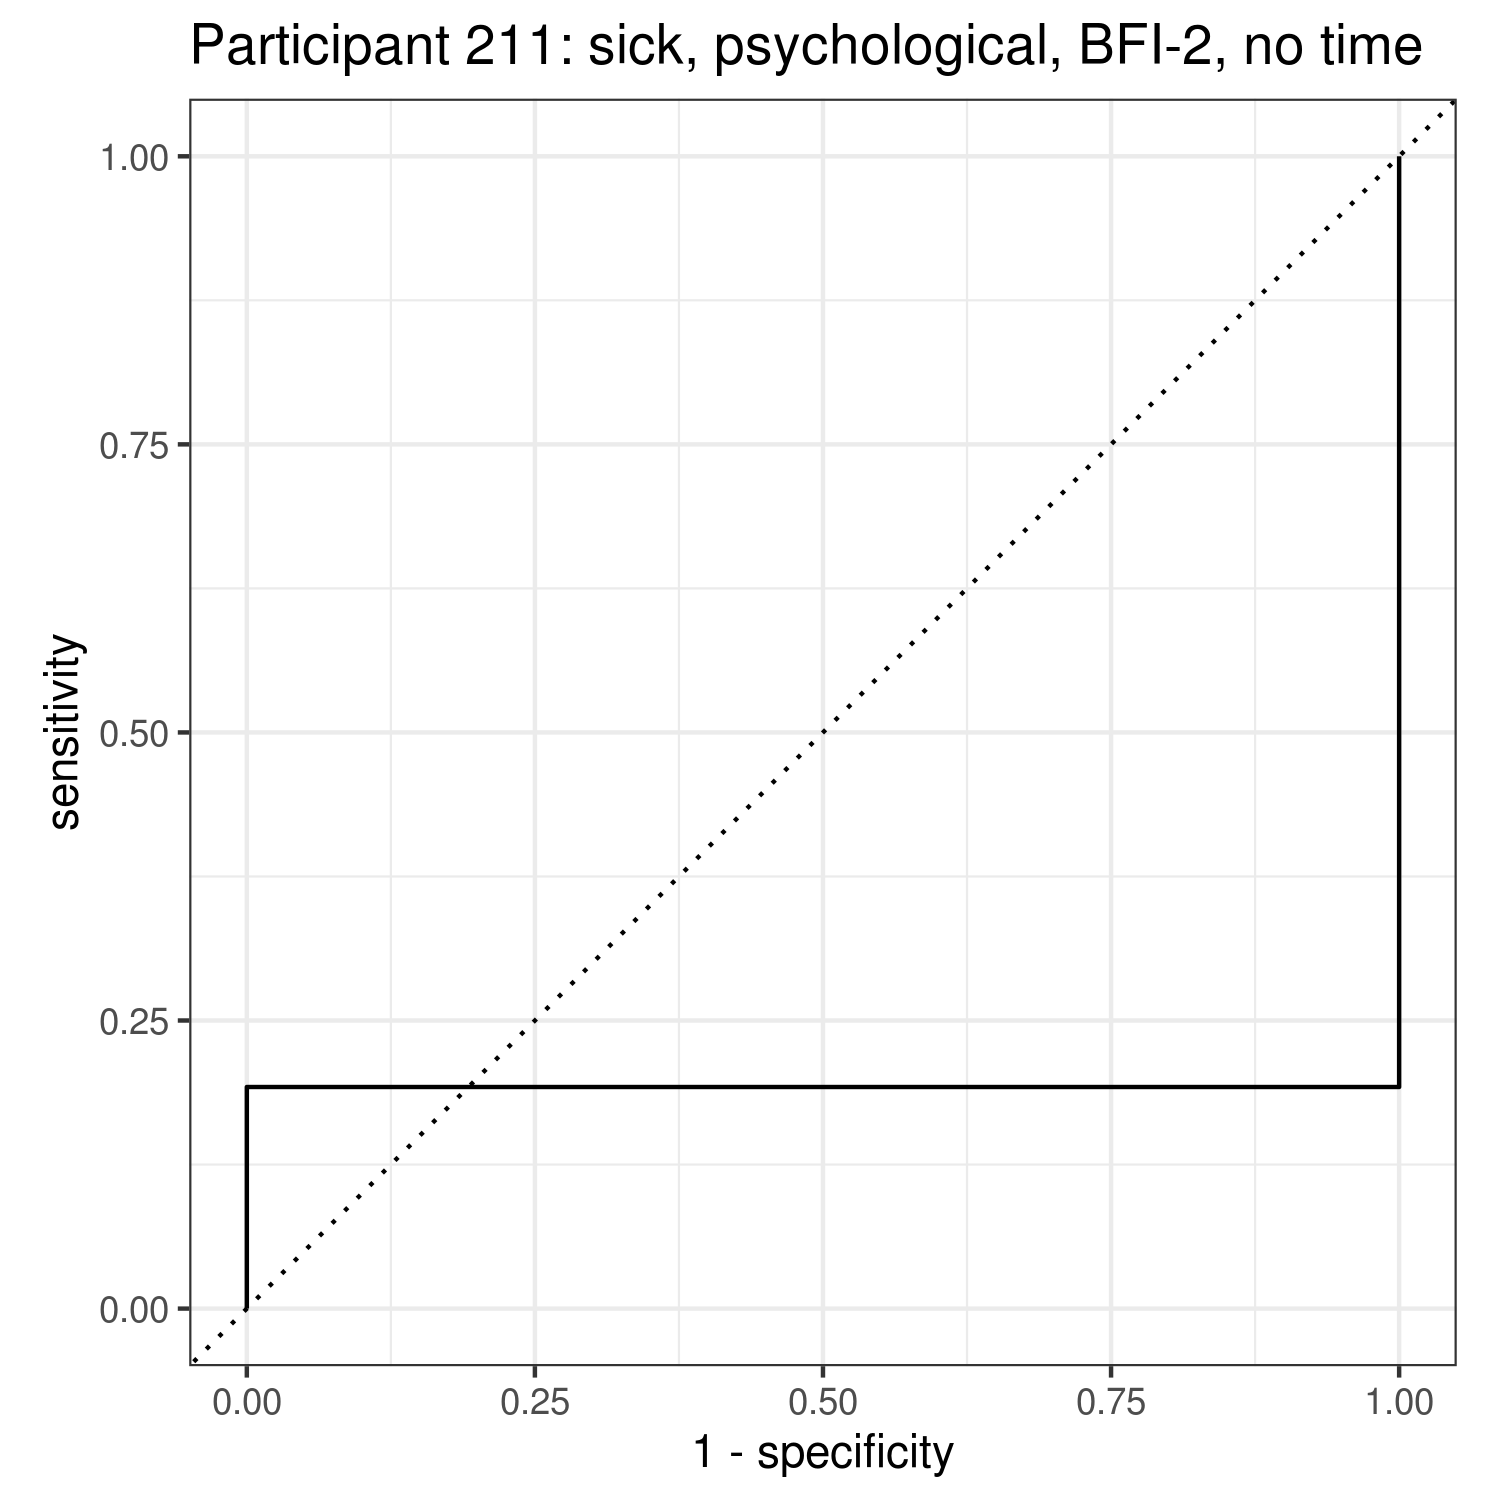 Participant 211: sick, psychological, BFI-2, no time
1.00
0.75
0.50
0.25
0.00
sensitivity
0.00 0.25 0.50 0.75 1.00
1 - specificity